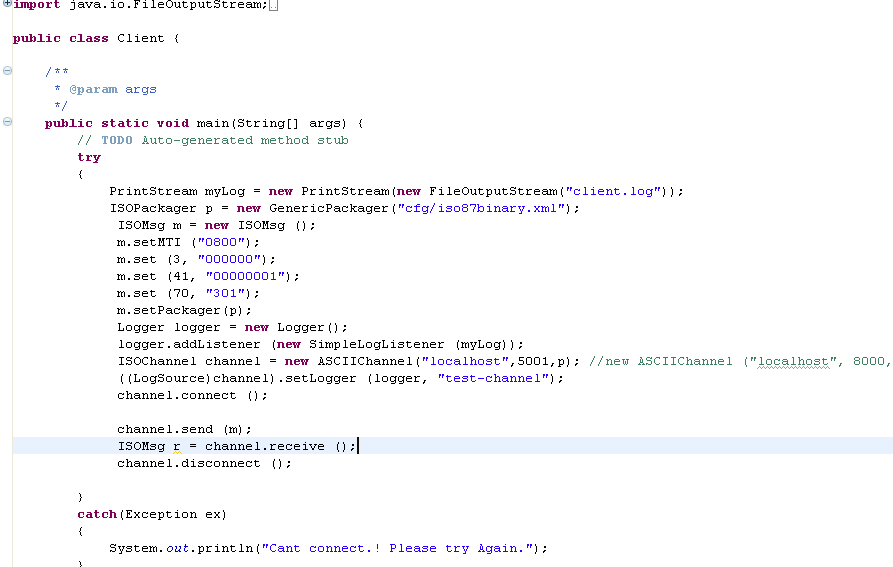 import java.io.FileOutputStream;
public class Client {
/**
* @param args
*/
public static void main(String[] args) {
// TODO Auto-generated method stub
try
{
PrintStream myLog = new PrintStream(new FileOutputStream("client.log"));
ISOPackager p = new GenericPackager("cfg/iso87binary.xml");
ISOMsg m = new ISOMsg ();
m.setMTI ("0800");
m.set (3, "000000");
m.set (41, "00000001");
m.set (70, "301");
m.setPackager(p);
Logger logger = new Logger();
logger.addListener (new SimpleLogListener (myLog));
ISOChannel channel = new ASCIIChannel("localhost",5001,p); //new ASCIIChannel ("localhost", 8000,
((LogSource)channel).setLogger (logger, "test-channel");
channel.connect ();
channel.send (m);
ISOMsg r = channel.receive ();
channel.disconnect ();
}
catch(Exception ex)
{
System.out.println("Cant connect.! Please try Again.");
}